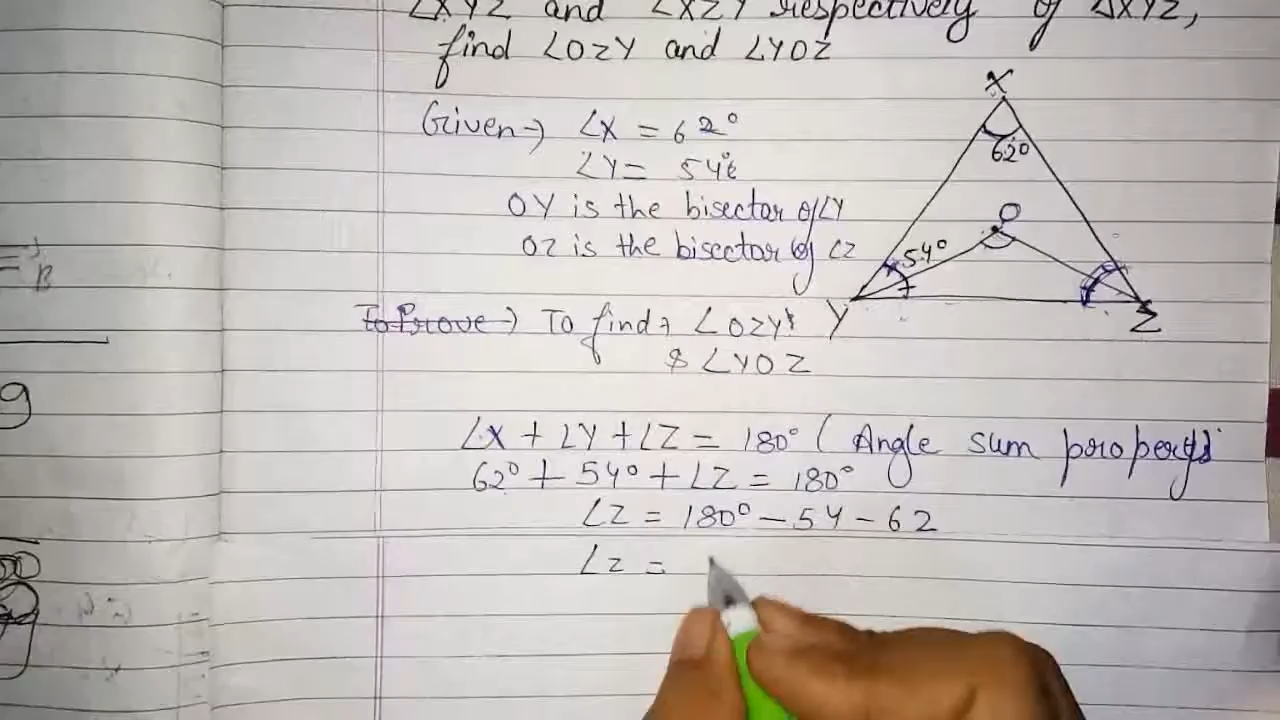 ∠XYZ and ∠XZY respectively of ΔXYZ,
find ∠OZY and ∠YOZ
Given→ ∠X = 62°
∠Y = 54°
OY is the bisector of ∠Y
OZ is the bisector of ∠Z
X
62°
O
54°
Y
Z
To Prove → To find → ∠OZY
& ∠YOZ
∠X + ∠Y + ∠Z = 180° (Angle sum property)
62° + 54° + ∠Z = 180°
∠Z = 180° - 54 - 62
∠Z =
g